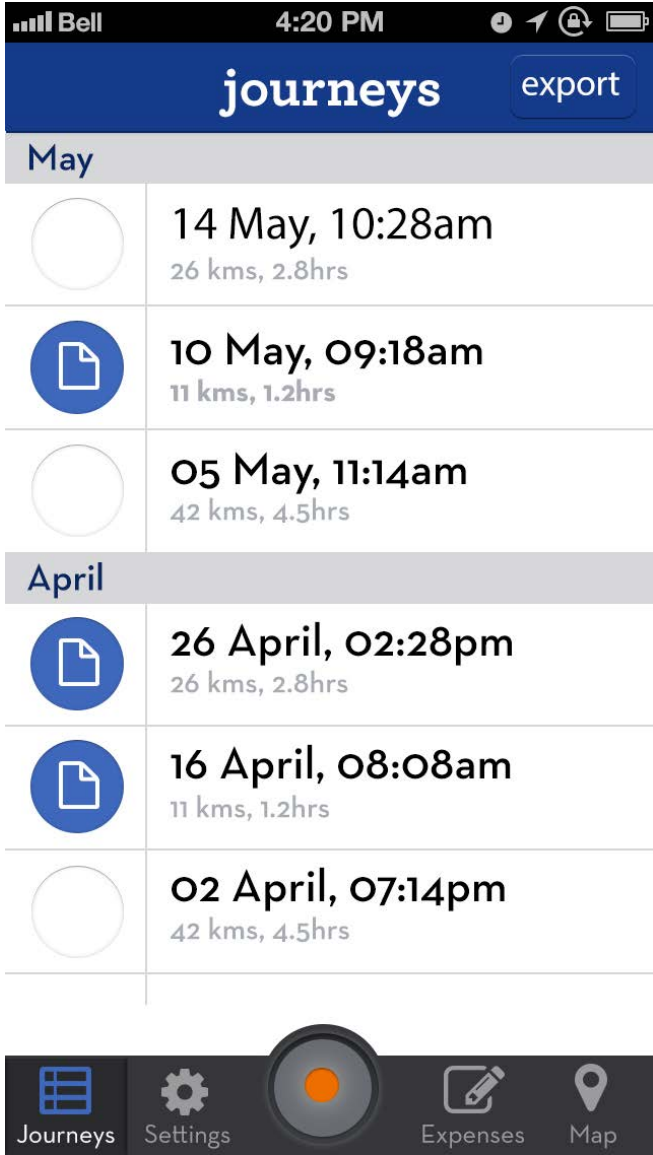 Bell 4:20 PM
journeys export
May
14 May, 10:28am
26 kms, 2.8hrs
10 May, 09:18am
11 kms, 1.2hrs
05 May, 11:14am
42 kms, 4.5hrs
April
26 April, 02:28pm
26 kms, 2.8hrs
16 April, 08:08am
11 kms, 1.2hrs
02 April, 07:14pm
42 kms, 4.5hrs
Journeys Settings Expenses Map